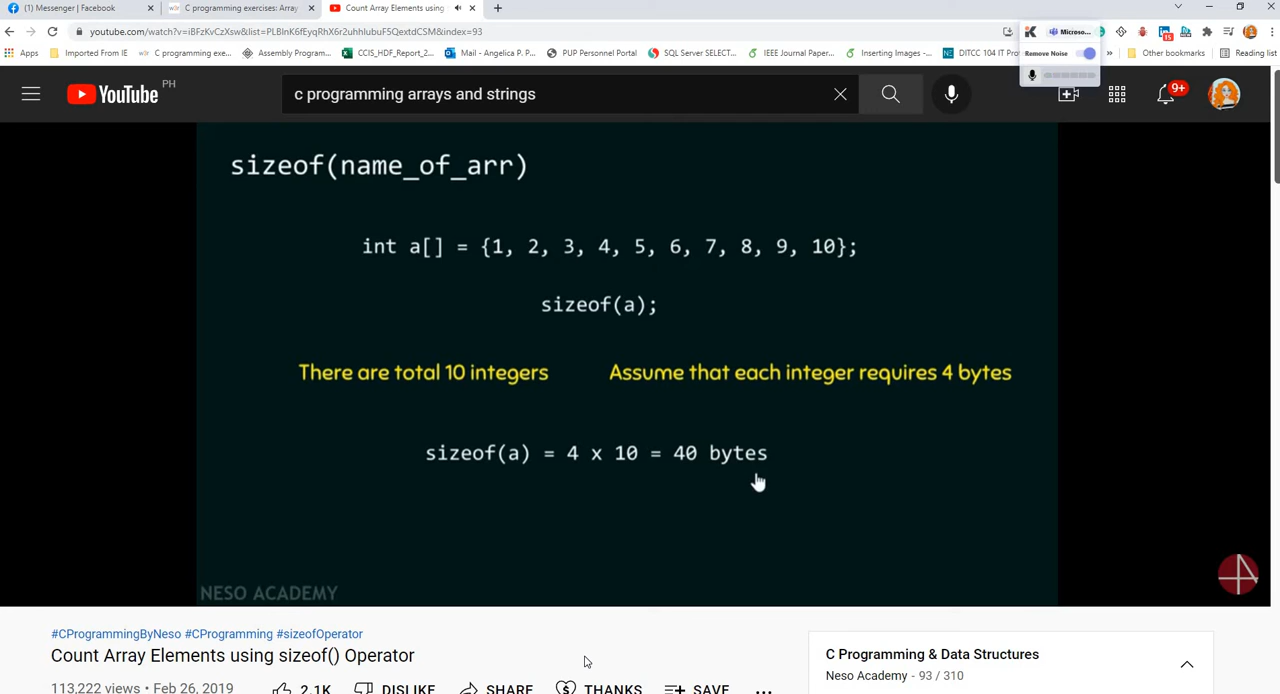 (1) Messenger | Facebook
C programming exercises: Array
Count Array Elements using
youtube.com/watch?v=iBFzKvCzXsw&list=PLBlnK6fEyqRhX6r2uhhlubuF5QextdCSM&index=93
Microso...
Apps
Imported From IE
C programming exe...
Assembly Program...
CCIS_HDF_Report_2...
Mail - Angelica P. P...
PUP Personnel Portal
SQL Server SELECT...
IEEE Journal Paper...
Inserting Images -...
DITCC 104 IT Pro
Remove Noise
»
Other bookmarks
Reading list
15
YouTube PH
c programming arrays and strings
9+
sizeof(name_of_arr)
int a[] = {1, 2, 3, 4, 5, 6, 7, 8, 9, 10};
sizeof(a);
There are total 10 integers
Assume that each integer requires 4 bytes
sizeof(a) = 4 x 10 = 40 bytes
NESO ACADEMY
#CProgrammingByNeso #CProgramming #sizeofOperator
Count Array Elements using sizeof() Operator
113,222 views • Feb 26, 2019
2.1K
DISLIKE
SHARE
THANKS
SAVE
...
C Programming & Data Structures
Neso Academy - 93 / 310